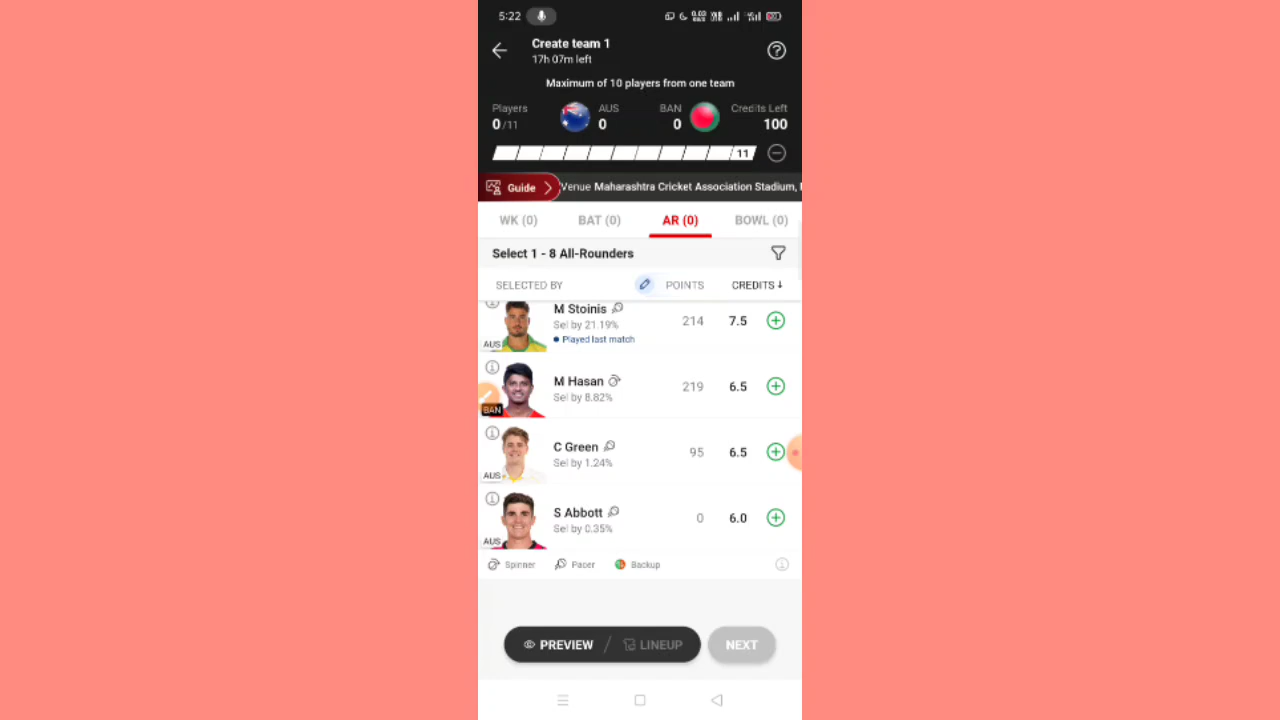 5:22
Create team 1
17h 07m left
Maximum of 10 players from one team
Players AUS BAN Credits Left
0/11 0 0 100
11
Guide Venue Maharashtra Cricket Association Stadium,
WK (0) BAT (0) AR (0) BOWL (0)
Select 1 - 8 All-Rounders
SELECTED BY POINTS CREDITS ↓
M Stoinis
Sel by 21.19% 214 7.5
Played last match
AUS
M Hasan
Sel by 8.82% 219 6.5
BAN
C Green
Sel by 1.24% 95 6.5
AUS
S Abbott
Sel by 0.35% 0 6.0
AUS
Spinner Pacer Backup
PREVIEW / LINEUP NEXT